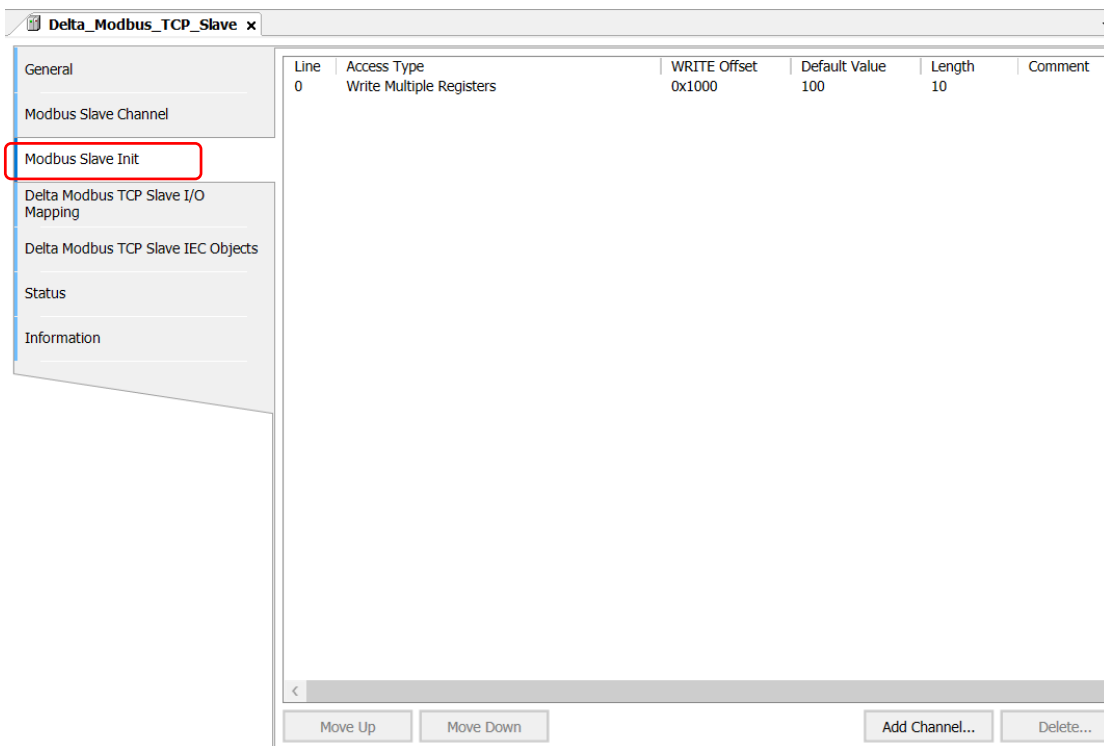 Delta_Modbus_TCP_Slave x
General
Modbus Slave Channel
Modbus Slave Init
Delta Modbus TCP Slave I/O
Mapping
Delta Modbus TCP Slave IEC Objects
Status
Information
Line Access Type WRITE Offset Default Value Length Comment
0 Write Multiple Registers 0x1000 100 10
Move Up Move Down Add Channel... Delete...